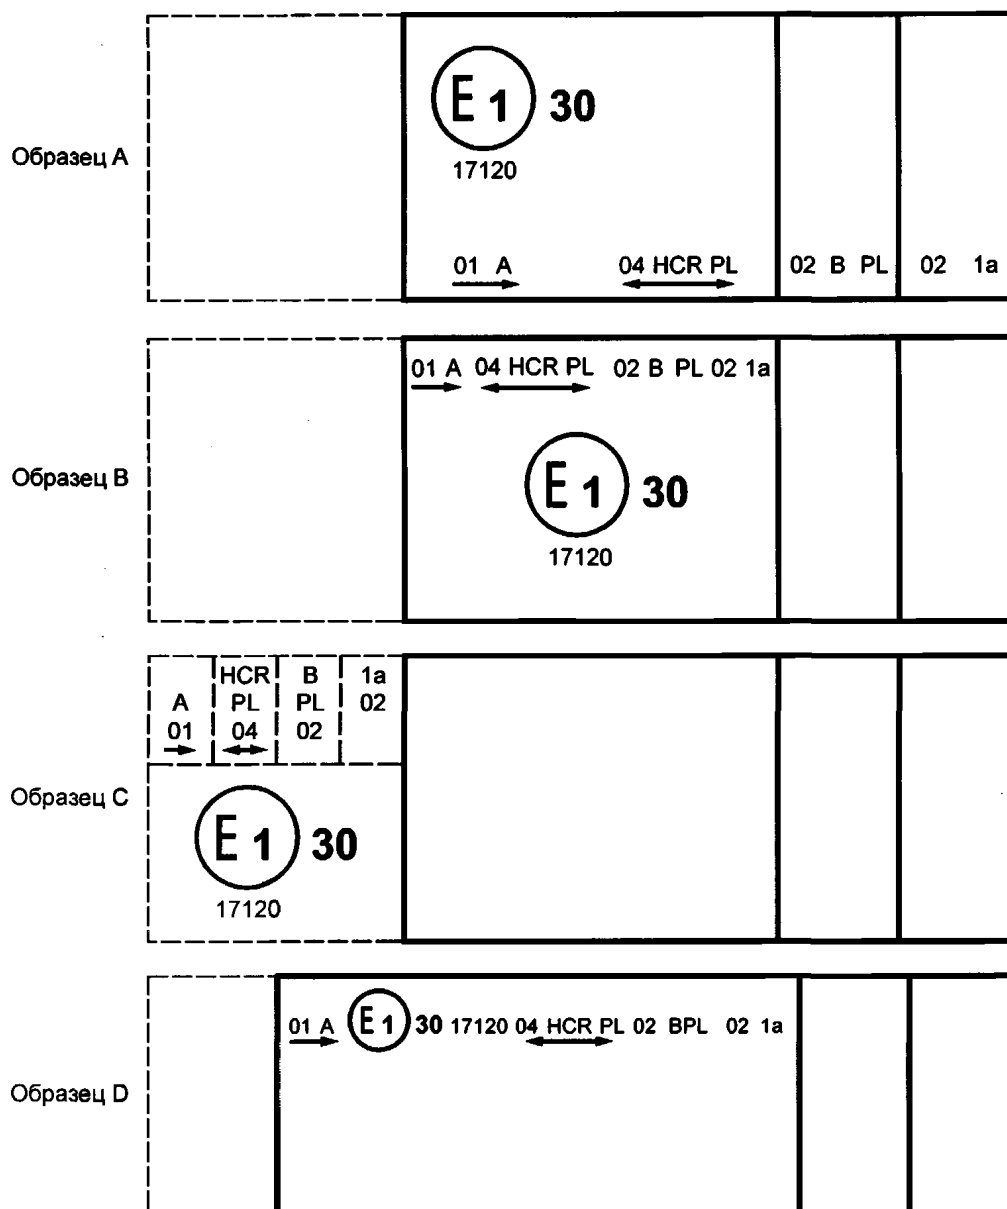 E 1 30
Образец A
17120
01 A 04 HCR PL 02 B PL 02 1a
01 A 04 HCR PL 02 B PL 02 1a
Образец B
E 1 30
17120
HCR B 1a
A PL PL 02
01 04 02
Образец C
E 1 30
17120
01 A E 1 30 17120 04 HCR PL 02 BPL 02 1a
Образец D